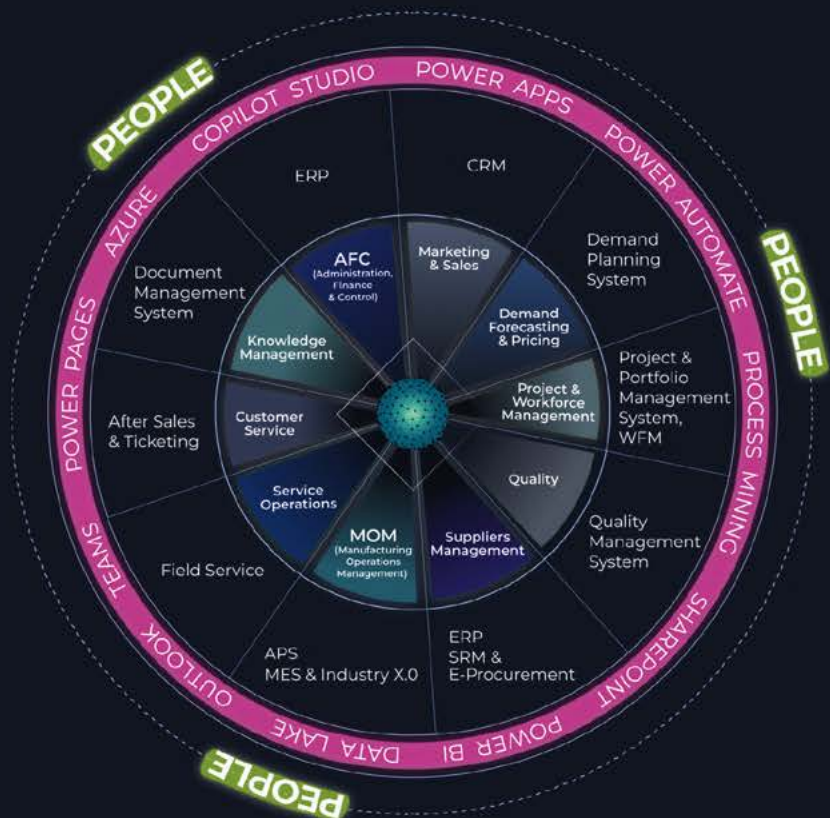 PEOPLE
PEOPLE
PEOPLE
COPILOT STUDIO
POWER APPS
POWER AUTOMATE
PROCESS MINING
SHAREPOINT
POWER BI
DATA LAKE
OUTLOOK
TEAMS
POWER PAGES
AZURE
ERP
CRM
Demand
Planning
System
Project &
Portfolio
Management
System,
WFM
Quality
Management
System
ERP
SRM &
E-Procurement
APS
MES & Industry X.0
Field Service
After Sales
& Ticketing
Document
Management
System
AFC
(Administration,
Finance
& Control)
Marketing
& Sales
Demand
Forecasting
& Pricing
Project &
Workforce
Management
Quality
Suppliers
Management
MOM
(Manufacturing
Operations
Management)
Service
Operations
Customer
Service
Knowledge
Management